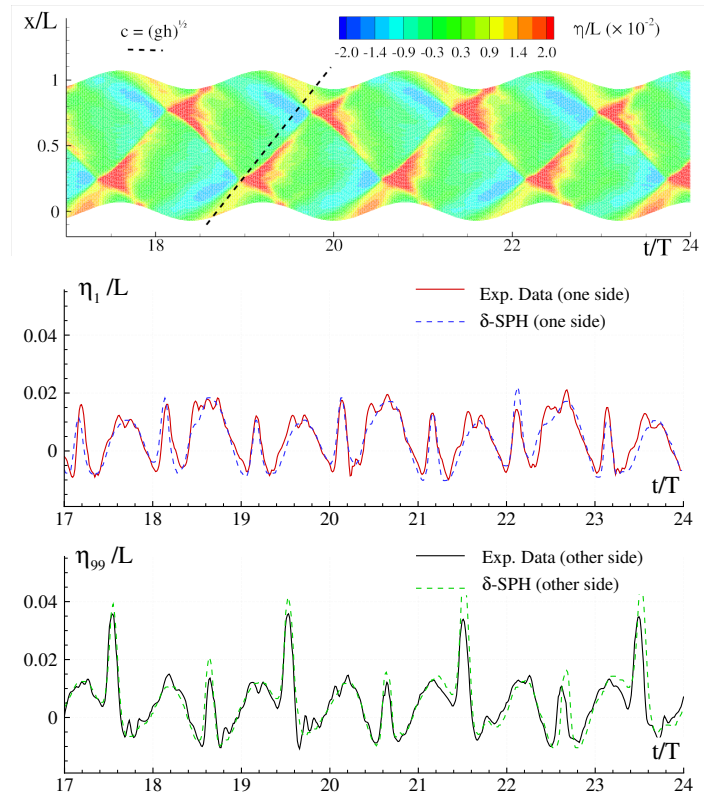 x/L
c = (gh)^½
η/L (× 10⁻²)
-2.0 -1.4 -0.9 -0.3 0.3 0.9 1.4 2.0
1
0.5
0
18 20 22 24
t/T
η₁ /L
Exp. Data (one side)
δ-SPH (one side)
0.04
0.02
0
t/T
17 18 19 20 21 22 23 24
η₉₉ /L
Exp. Data (other side)
δ-SPH (other side)
0.04
0.02
0
t/T
17 18 19 20 21 22 23 24